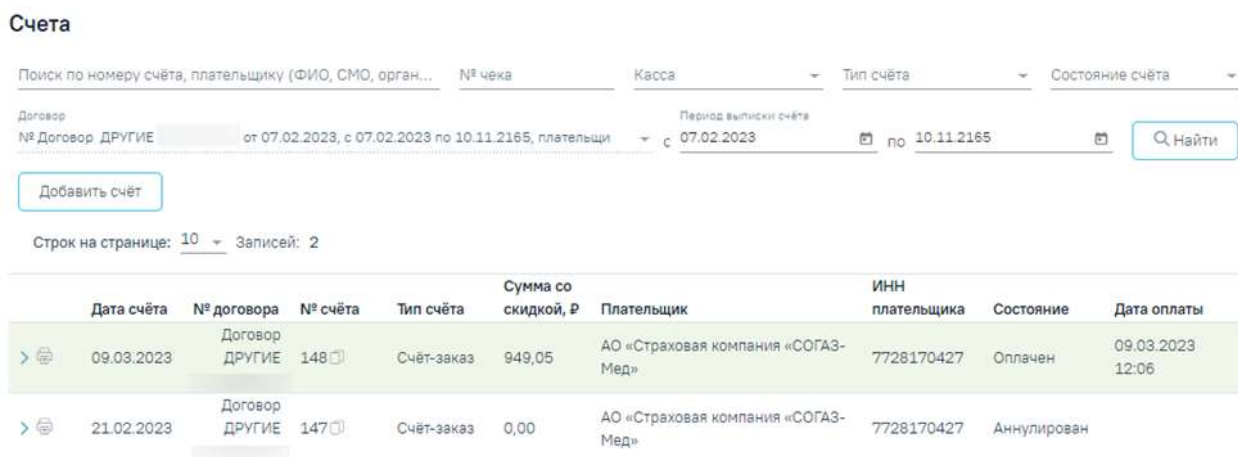 Счета
Поиск по номеру счёта, плательщику (ФИО, СМО, орган... № чека Касса Тип счёта Состояние счёта
Договор Период выписки счёта
№ Договор ДРУГИЕ от 07.02.2023, с 07.02.2023 по 10.11.2165, плательщи с 07.02.2023 по 10.11.2165 Найти
Добавить счёт
Строк на странице: 10 Записей: 2
Сумма со ИНН
Дата счёта № договора № счёта Тип счёта скидкой, ₽ Плательщик плательщика Состояние Дата оплаты
Договор
АО «Страховая компания «СОГАЗ- 09.03.2023
09.03.2023 ДРУГИЕ 148 Счёт-заказ 949,05 7728170427 Оплачен
Мед» 12:06
Договор
АО «Страховая компания «СОГАЗ-
21.02.2023 ДРУГИЕ 147 Счёт-заказ 0,00 7728170427 Аннулирован
Мед»